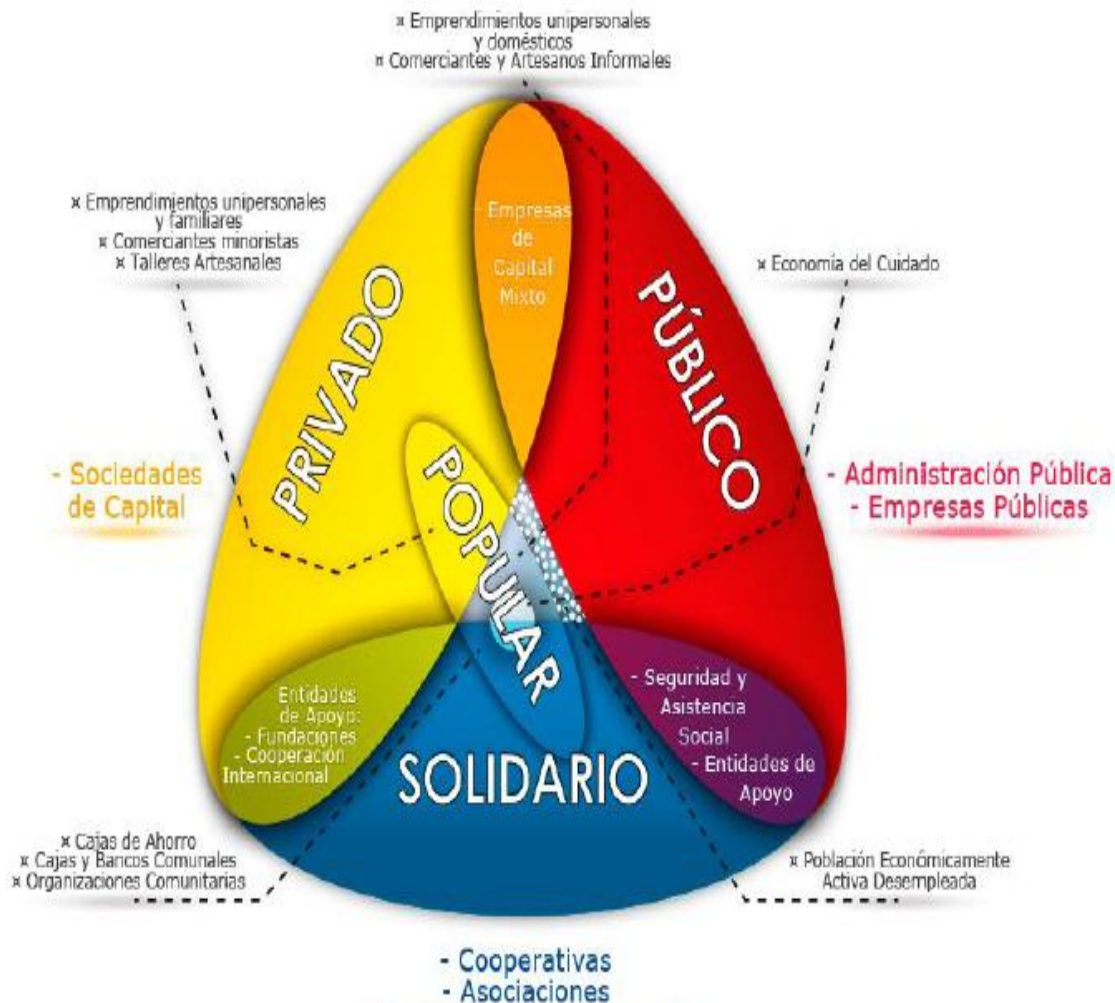 ¤ Emprendimientos unipersonales
y domésticos
¤ Comerciantes y Artesanos Informales
¤ Emprendimientos unipersonales
y familiares
¤ Comerciantes minoristas
¤ Talleres Artesanales
- Empresas
de
Capital
Mixto
¤ Economia del Cuidado
PRIVADO
PÚBLICO
- Sociedades
de Capital
- Administración Pública
- Empresas Públicas
POPULAR
Entidades
de Apoyo:
- Fundaciones
- Cooperación
Internacional
- Seguridad y
Asistencia
Social
- Entidades de
Apoyo
SOLIDARIO
¤ Cajas de Ahorro
¤ Cajas y Bancos Comunales
¤ Organizaciones Comunitarias
¤ Población Económicamente
Activa Desempleada
- Cooperativas
- Asociaciones